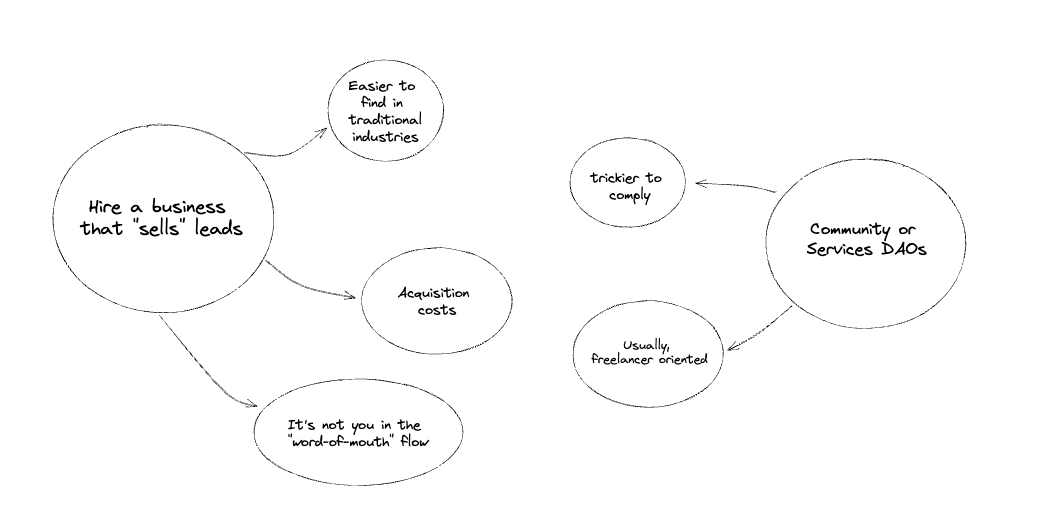 Easier to
find in
traditional
industries
Hire a business
that "sells" leads
Acquisition
costs
It's not you in the
"word-of-mouth" flow
trickier to
comply
Community or
Services DAOs
Usually,
freelancer oriented